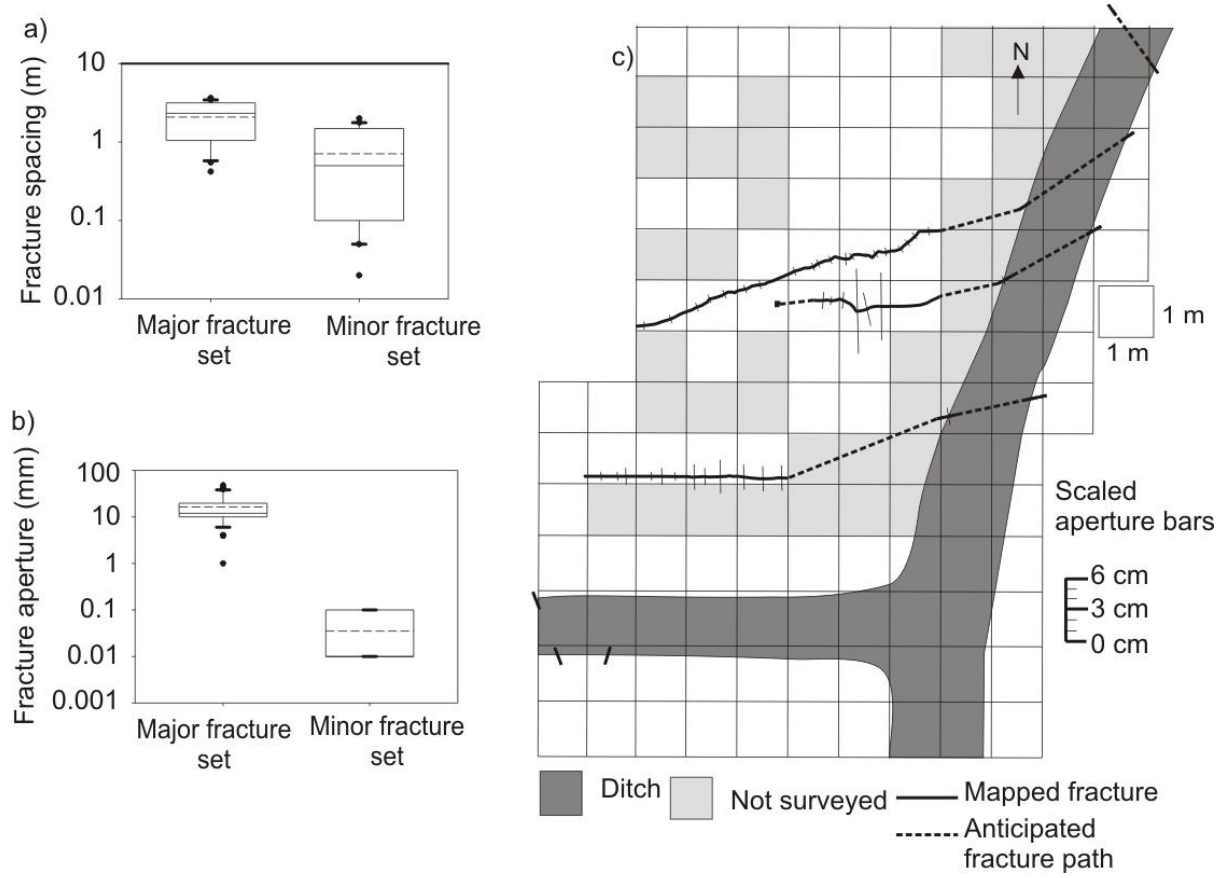 a)
Fracture spacing (m)
10
1
0.1
0.01
Major fracture
set
Minor fracture
set
b)
Fracture aperture (mm)
100
10
1
0.1
0.01
0.001
Major fracture
set
Minor fracture
set
c)
N
1 m
1 m
Scaled
aperture bars
6 cm
3 cm
0 cm
Ditch
Not surveyed
Mapped fracture
Anticipated
fracture path